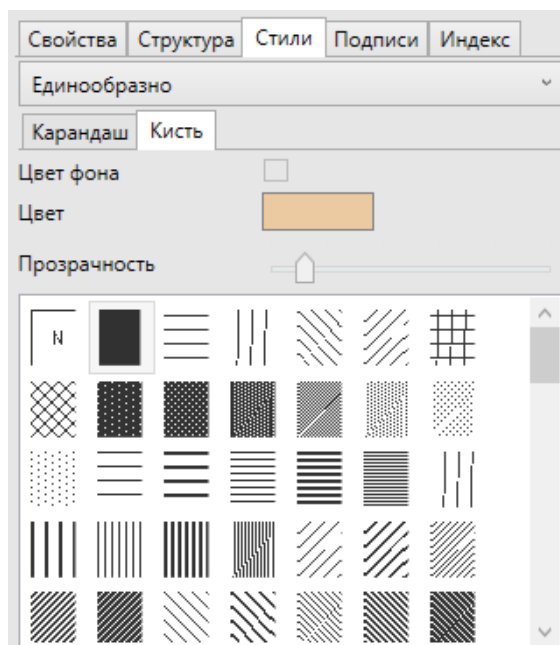 Свойства Структура Стили Подписи Индекс
Единообразно
Карандаш Кисть
Цвет фона
Цвет
Прозрачность
N